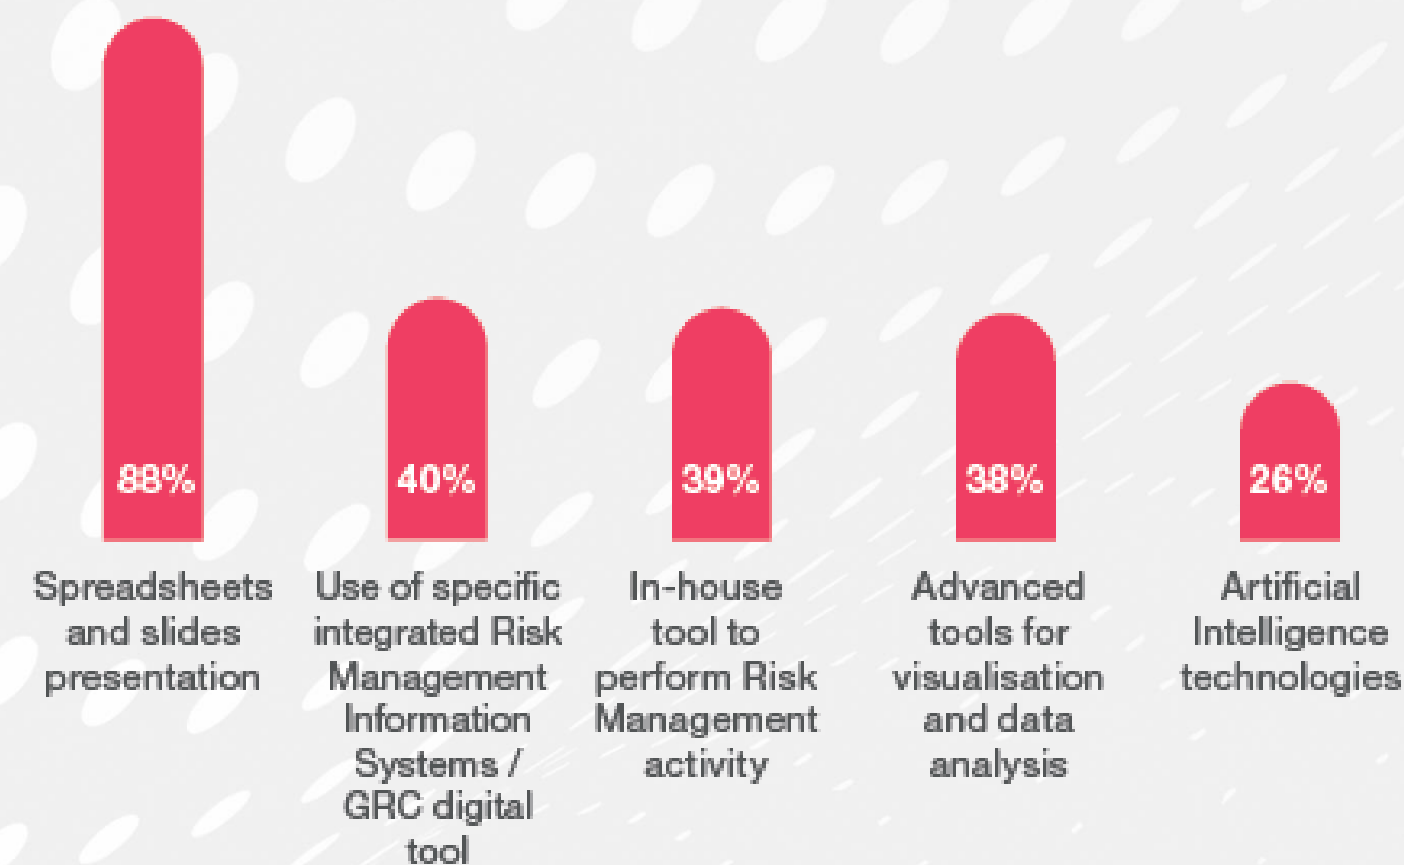 88%
40%
39%
38%
26%
Spreadsheets
and slides
presentation
Use of specific
integrated Risk
Management
Information
Systems /
GRC digital
tool
In-house
tool to
perform Risk
Management
activity
Advanced
tools for
visualisation
and data
analysis
Artificial
Intelligence
technologies